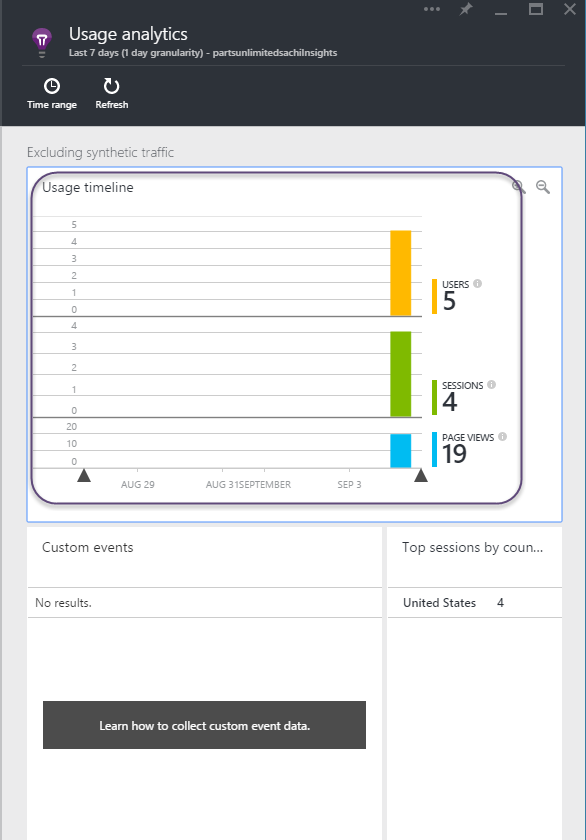 Usage analytics
Last 7 days (1 day granularity) - partsunlimitedsachiInsights
Time range
Refresh
Excluding synthetic traffic
Usage timeline
5
4
3
2
1
0
USERS
5
4
3
2
1
0
SESSIONS
4
20
10
0
PAGE VIEWS
19
AUG 29
AUG 31
SEPTEMBER
SEP 3
Custom events
No results.
Learn how to collect custom event data.
Top sessions by coun...
United States 4